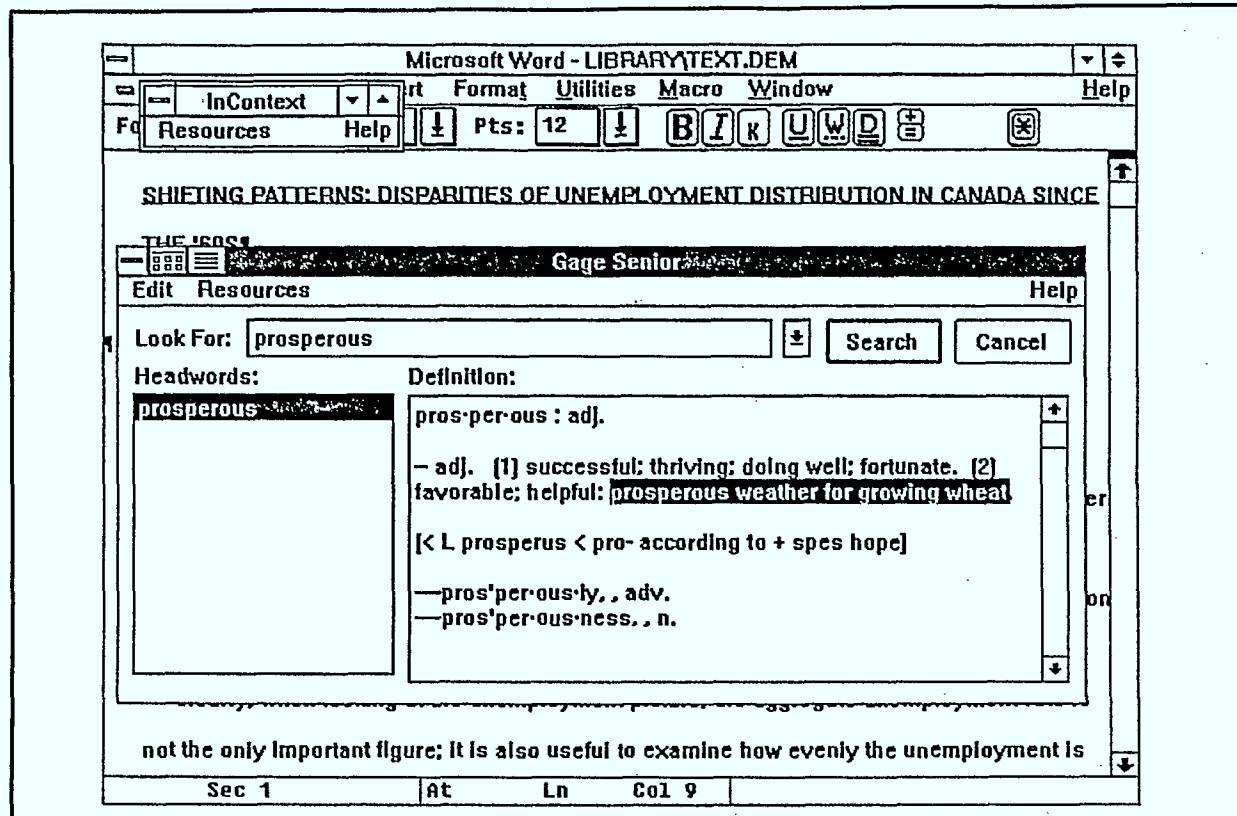 Microsoft Word - LIBRARY\TEXT.DEM
InContext
Resources Help
rt Format Utilities Macro Window Help
Fo Pts: 12 B I K U W D
SHIFTING PATTERNS: DISPARITIES OF UNEMPLOYMENT DISTRIBUTION IN CANADA SINCE
THE
Gage Senior
Edit Resources Help
Look For: prosperous Search Cancel
Headwords: Definition:
prosperous
pros·per·ous : adj.
– adj. (1) successful; thriving; doing well; fortunate. (2)
favorable; helpful: prosperous weather for growing wheat.
er
[< L prosperus < pro- according to + spes hope]
—pros'per·ous·ly, , adv.
on
—pros'per·ous·ness, , n.
not the only important figure; it is also useful to examine how evenly the unemployment is
Sec 1 At Ln Col 9